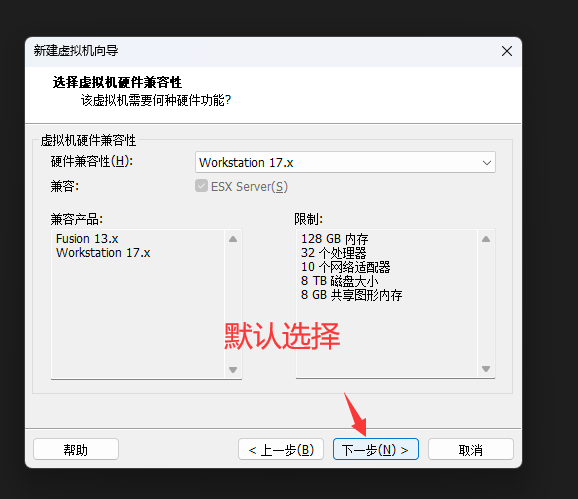 新建虚拟机向导
选择虚拟机硬件兼容性
该虚拟机需要何种硬件功能?
虚拟机硬件兼容性
硬件兼容性(H): Workstation 17.x
兼容: ESX Server(S)
兼容产品:
Fusion 13.x
Workstation 17.x
限制:
128 GB 内存
32 个处理器
10 个网络适配器
8 TB 磁盘大小
8 GB 共享图形内存
默认选择
帮助 < 上一步(B) 下一步(N) > 取消